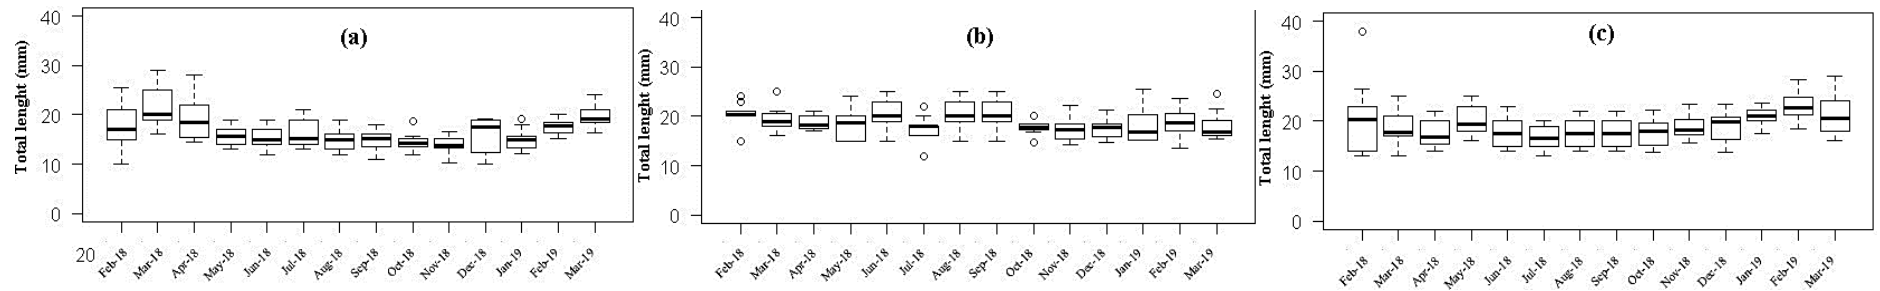 (a)
Total lenght (mm)
40
30
20
10
0
20
Feb-18
Mar-18
Apr-18
May-18
Jun-18
Jul-18
Aug-18
Sep-18
Oct-18
Nov-18
Dec-18
Jan-19
Feb-19
Mar-19
(b)
Total lenght (mm)
40
30
20
10
0
Feb-18
Mar-18
Apr-18
May-18
Jun-18
Jul-18
Aug-18
Sep-18
Oct-18
Nov-18
Dec-18
Jan-19
Feb-19
Mar-19
(c)
Total lenght (mm)
40
30
20
10
0
Feb-18
Mar-18
Apr-18
May-18
Jun-18
Jul-18
Aug-18
Sep-18
Oct-18
Nov-18
Dec-18
Jan-19
Feb-19
Mar-19